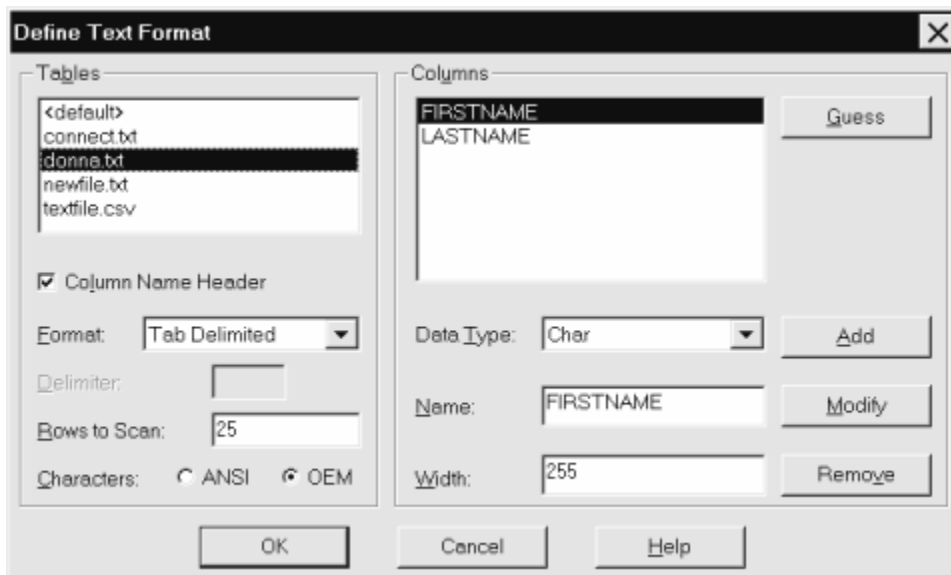 Define Text Format
Tables
<default>
connect.txt
donna.txt
newfile.txt
textfile.csv
Column Name Header
Format: Tab Delimited
Delimiter:
Rows to Scan: 25
Characters: ANSI OEM
Columns
FIRSTNAME
LASTNAME
Guess
Data Type: Char
Add
Name: FIRSTNAME
Modify
Width: 255
Remove
OK Cancel Help